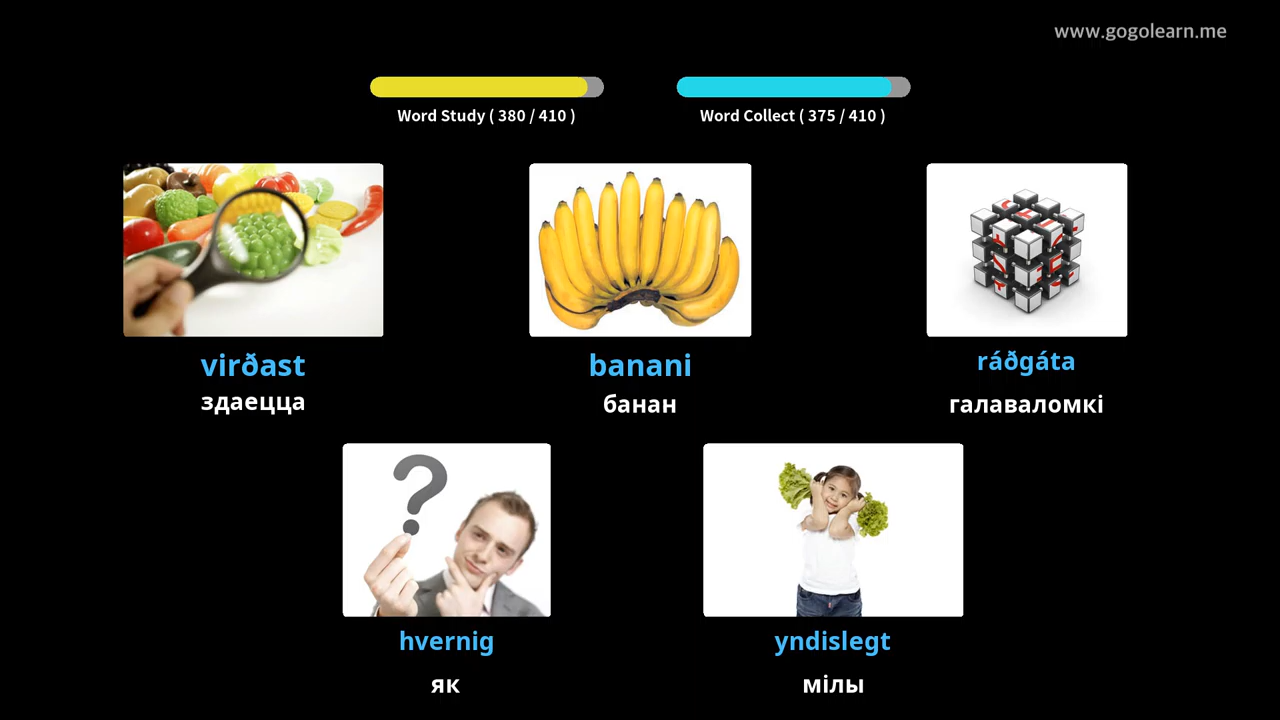 www.gogolearn.me
Word Study ( 380 / 410 )
Word Collect ( 375 / 410 )
virðast
здаецца
banani
банан
ráðgáta
галаваломкі
hvernig
як
yndislegt
мілы